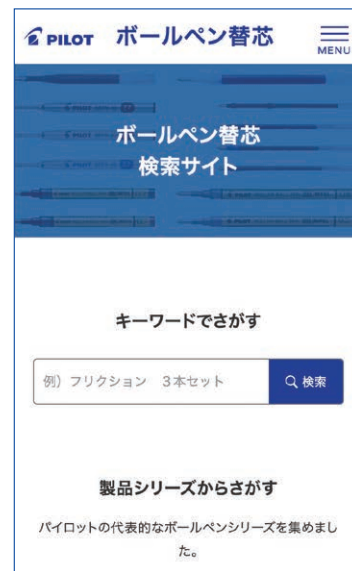 PILOT ボールペン替芯
MENU
ボールペン替芯
検索サイト
キーワードでさがす
例）フリクション　3本セット
検索
製品シリーズからさがす
パイロットの代表的なボールペンシリーズを集めまし
た。